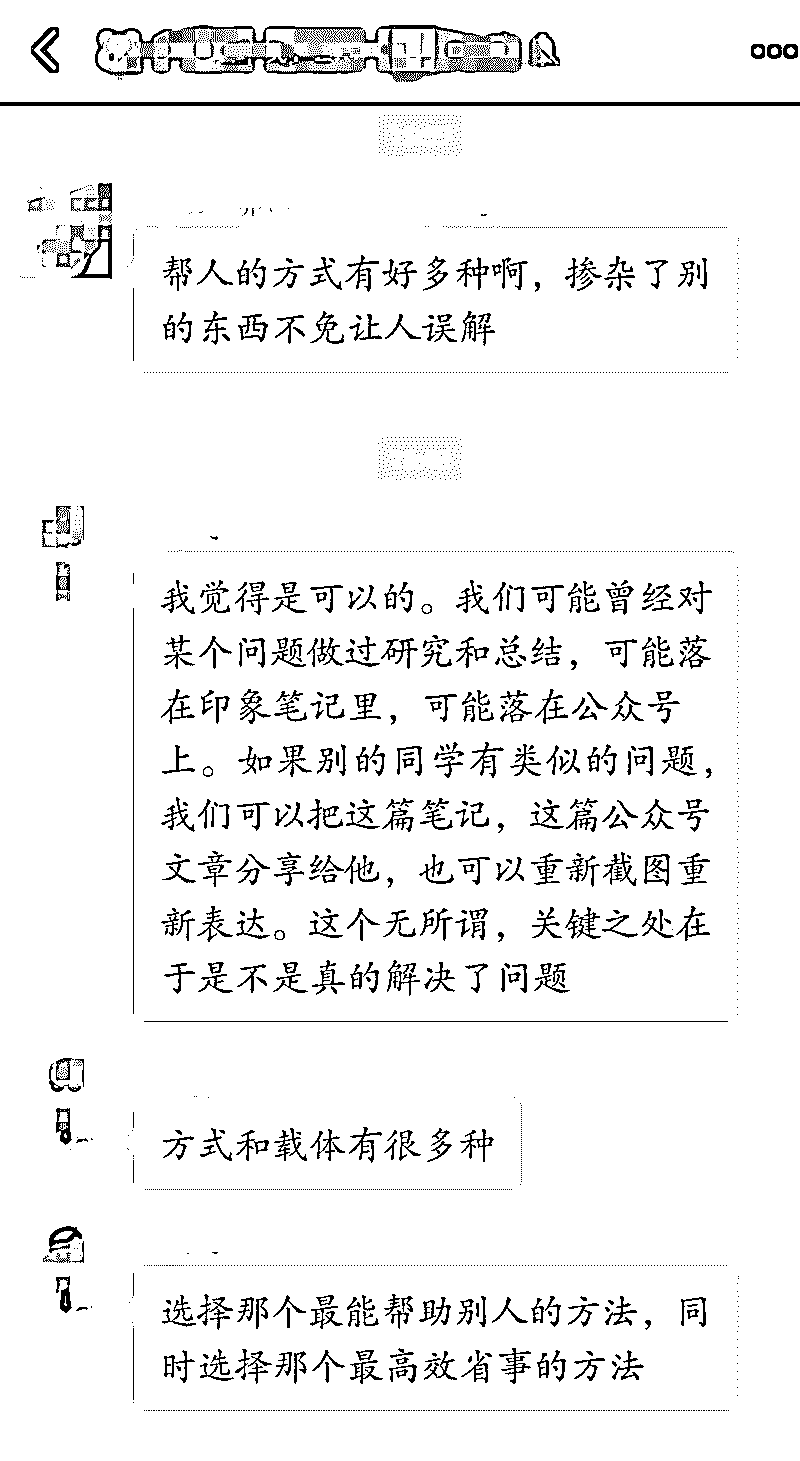 帮人的方式有好多种啊，掺杂了别
的东西不免让人误解
我觉得是可以的。我们可能曾经对
某个问题做过研究和总结，可能落
在印象笔记里，可能落在公众号
上。如果别的同学有类似的问题，
我们可以把这篇笔记，这篇公众号
文章分享给他，也可以重新截图重
新表达。这个无所谓，关键之处在
于是不是真的解决了问题
方式和载体有很多种
选择那个最能帮助别人的方法，同
时选择那个最高效省事的方法